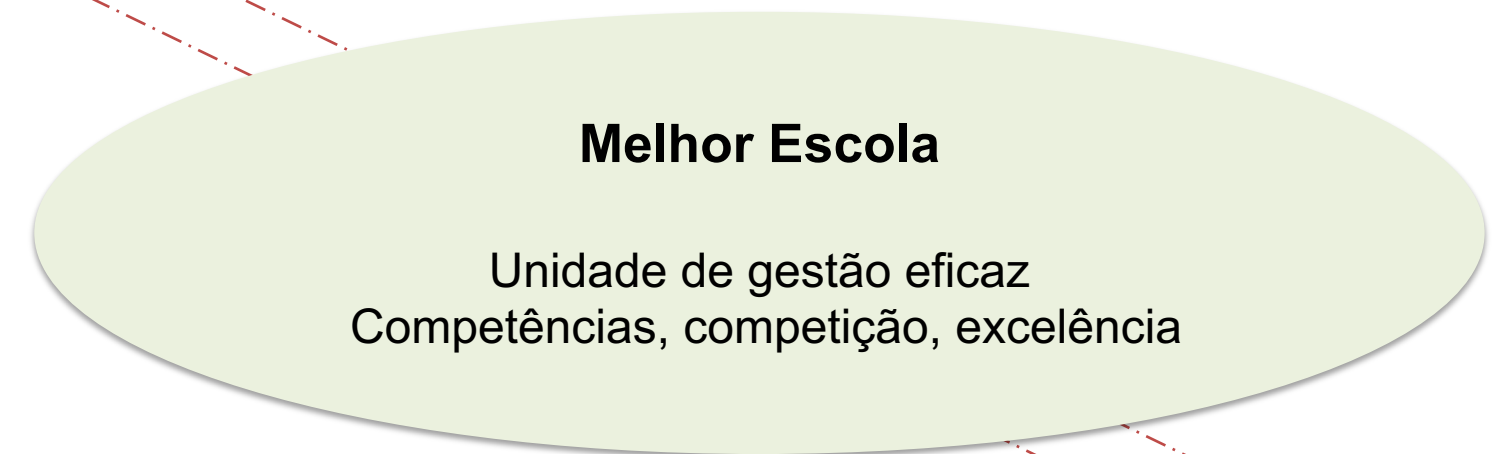 Melhor Escola
Unidade de gestão eficaz
Competências, competição, excelência